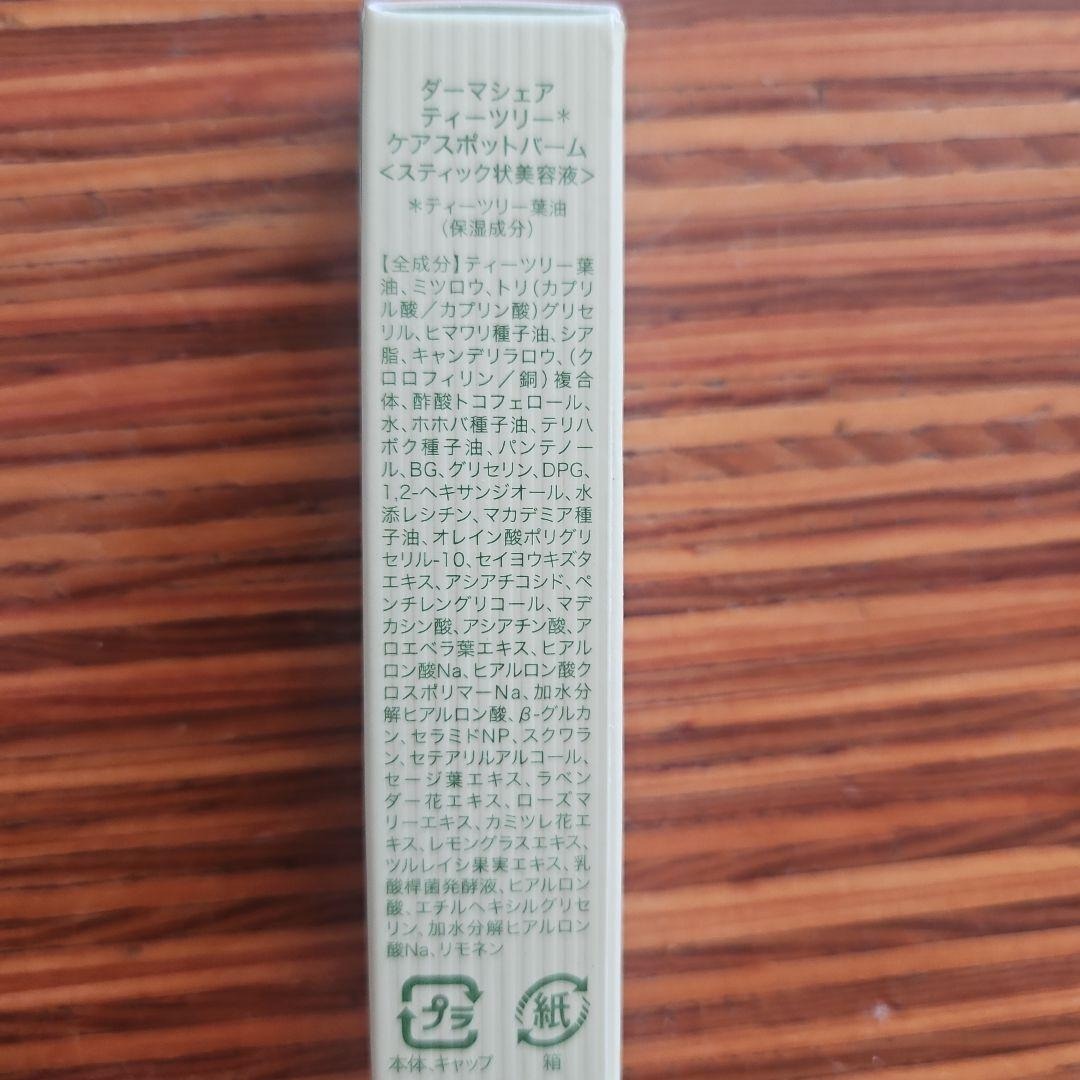 ダーマシェア
ティーツリー*
ケアスポットバーム
<スティック状美容液>
*ティーツリー葉油
(保湿成分)
【全成分】ティーツリー葉
油、ミツロウ、トリ(カプリ
ル酸/カプリン酸)グリセ
リル、ヒマワリ種子油、シア
脂、キャンデリラロウ、(ク
ロロフィリン/銅)複合
体、酢酸トコフェロール、
水、ホホバ種子油、テリハ
ボク種子油、パンテノー
ル、BG、グリセリン、DPG、
1,2-ヘキサンジオール、水
添レシチン、マカデミア種
子油、オレイン酸ポリグリ
セリル-10、セイヨウキズタ
エキス、アシアチコシド、ペ
ンチレングリコール、マデ
カシン酸、アシアチン酸、ア
ロエベラ葉エキス、ヒアル
ロン酸Na、ヒアルロン酸ク
ロスポリマーNa、加水分
解ヒアルロン酸、β-グルカ
ン、セラミドNP、スクワラ
ン、セテアリルアルコール、
セージ葉エキス、ラベン
ダー花エキス、ローズマ
リーエキス、カミツレ花エ
キス、レモングラスエキス、
ツルレイシ果実エキス、乳
酸桿菌発酵液、ヒアルロン
酸、エチルヘキシルグリセ
リン、加水分解ヒアルロン
酸Na、リモネン
プラ 紙
本体、キャップ 箱